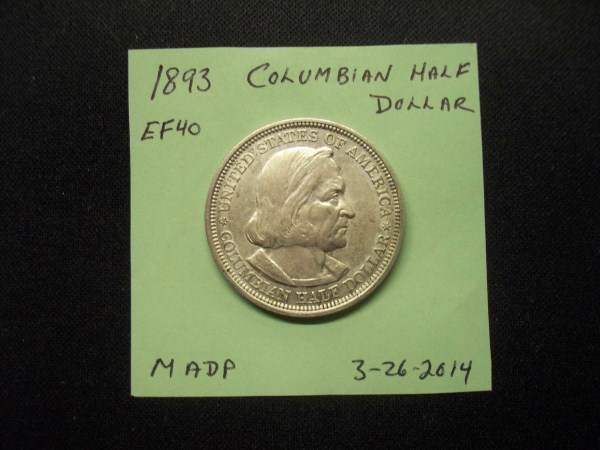 1893 COLUMBIAN HALF
DOLLAR
EF40
UNITED STATES OF AMERICA
COLUMBIAN HALF DOLLAR
MADP 3-26-2014